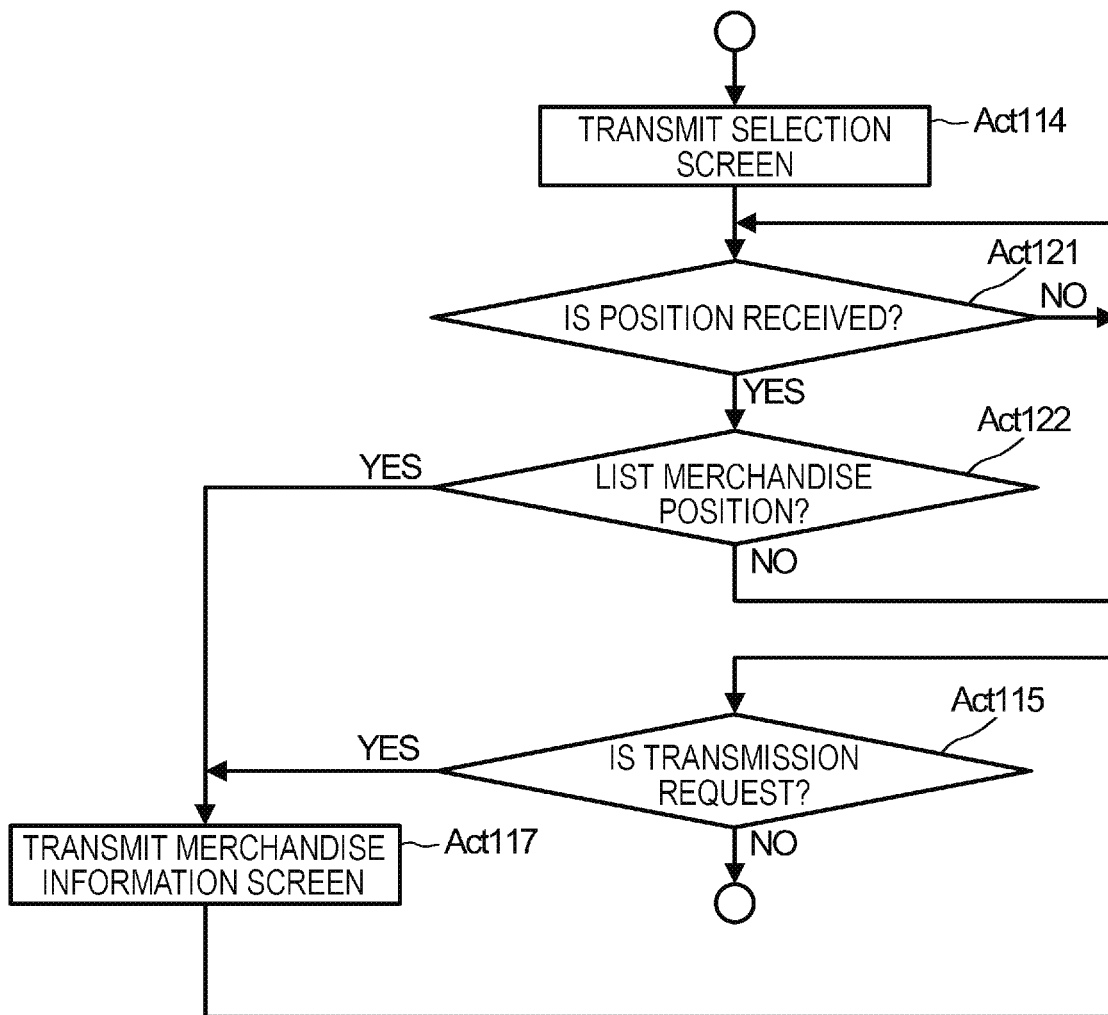 TRANSMIT SELECTION
SCREEN
Act114
Act121
IS POSITION RECEIVED?
NO
YES
Act122
YES
LIST MERCHANDISE
POSITION?
NO
Act115
YES
IS TRANSMISSION
REQUEST?
NO
TRANSMIT MERCHANDISE
INFORMATION SCREEN
Act117